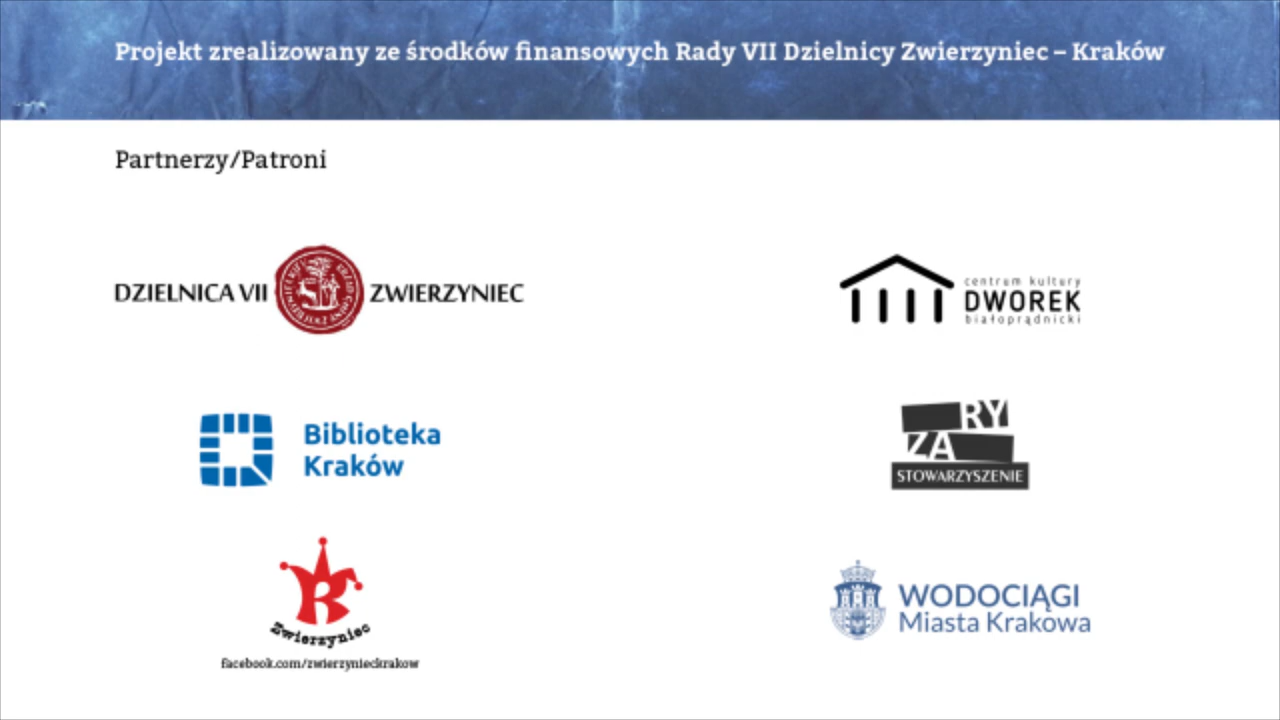 Projekt zrealizowany ze środków finansowych Rady VII Dzielnicy Zwierzyniec – Kraków
Partnerzy/Patroni
DZIELNICA VII ZWIERZYNIEC
centrum kultury
DWOREK
białoprądnicki
Biblioteka
Kraków
RY
ZA
STOWARZYSZENIE
Zwierzyniec
facebook.com/zwierzynieckrakow
WODOCIĄGI
Miasta Krakowa